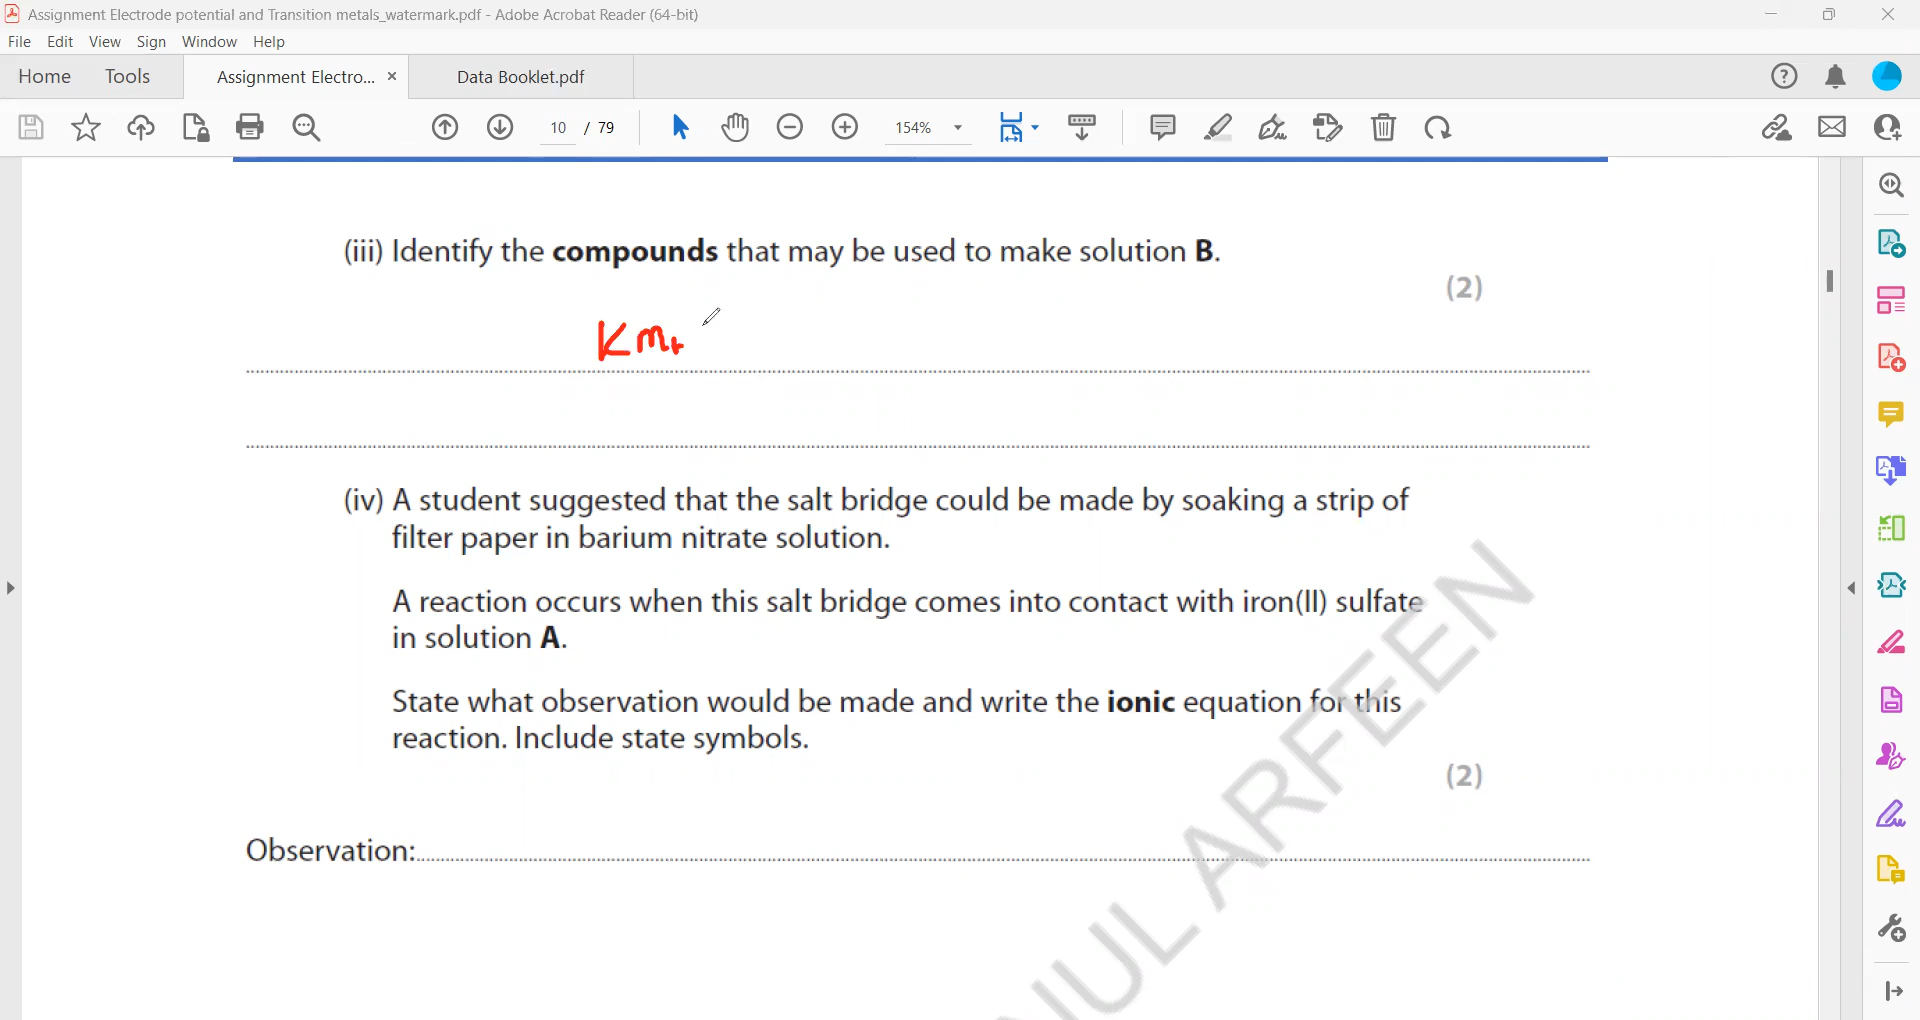 Assignment Electrode potential and Transition metals_watermark.pdf - Adobe Acrobat Reader (64-bit)
File Edit View Sign Window Help
Home Tools Assignment Electro... × Data Booklet.pdf
10 / 79 154%
(iii) Identify the compounds that may be used to make solution B.
(2)
Km
(iv) A student suggested that the salt bridge could be made by soaking a strip of
filter paper in barium nitrate solution.
A reaction occurs when this salt bridge comes into contact with iron(II) sulfate
in solution A.
State what observation would be made and write the ionic equation for this
reaction. Include state symbols.
(2)
Observation:
NUL ARFEEN